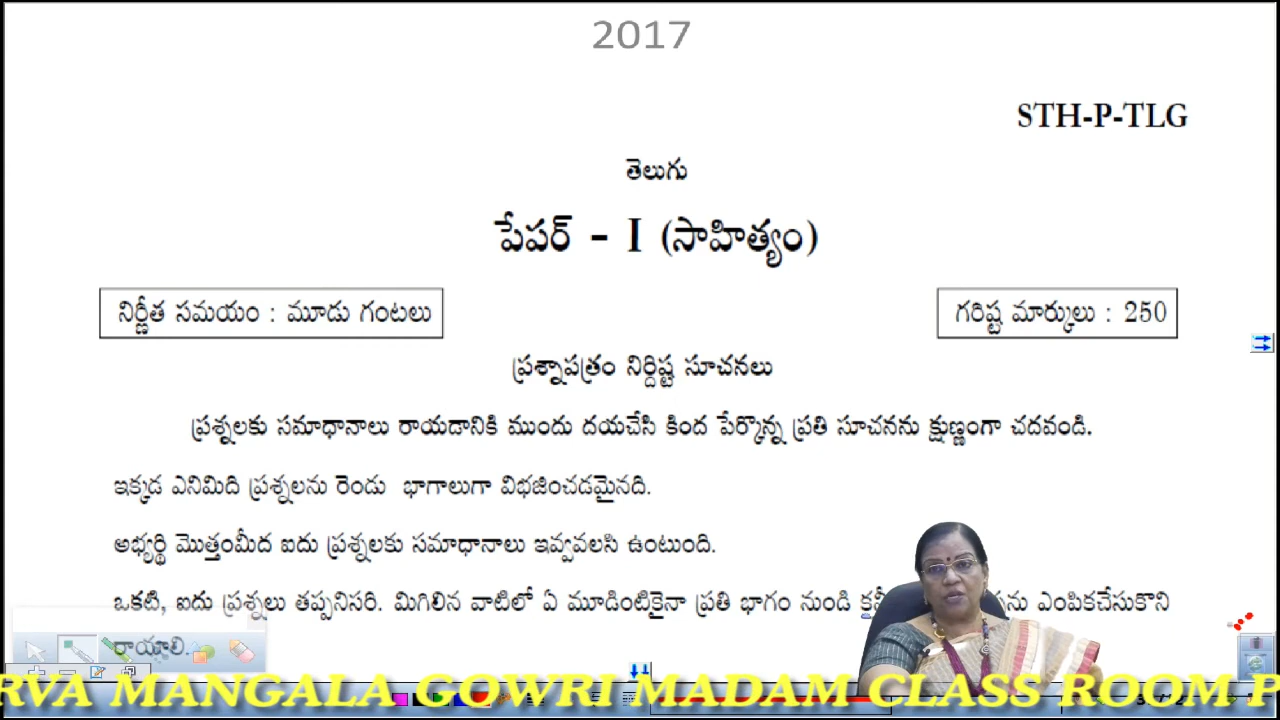 2017
STH-P-TLG
తెలుగు
పేపర్ - I (సాహిత్యం)
నిర్ణీత సమయం : మూడు గంటలు
గరిష్ట మార్కులు : 250
ప్రశ్నాపత్రం నిర్దిష్ట సూచనలు
ప్రశ్నలకు సమాధానాలు రాయడానికి ముందు దయచేసి కింద పేర్కొన్న ప్రతి సూచనను క్షుణ్ణంగా చదవండి.
ఇక్కడ ఎనిమిది ప్రశ్నలను రెండు భాగాలుగా విభజించడమైనది.
అభ్యర్థి మొత్తంమీద ఐదు ప్రశ్నలకు సమాధానాలు ఇవ్వవలసి ఉంటుంది.
ఒకటి, ఐదు ప్రశ్నలు తప్పనిసరి. మిగిలిన వాటిలో ఏ మూడింటికైనా ప్రతి భాగం నుండి ఎంపికచేసుకొని
రాయాలి.
RVA MANGALA GOWRI MADAM CLASS ROOM P